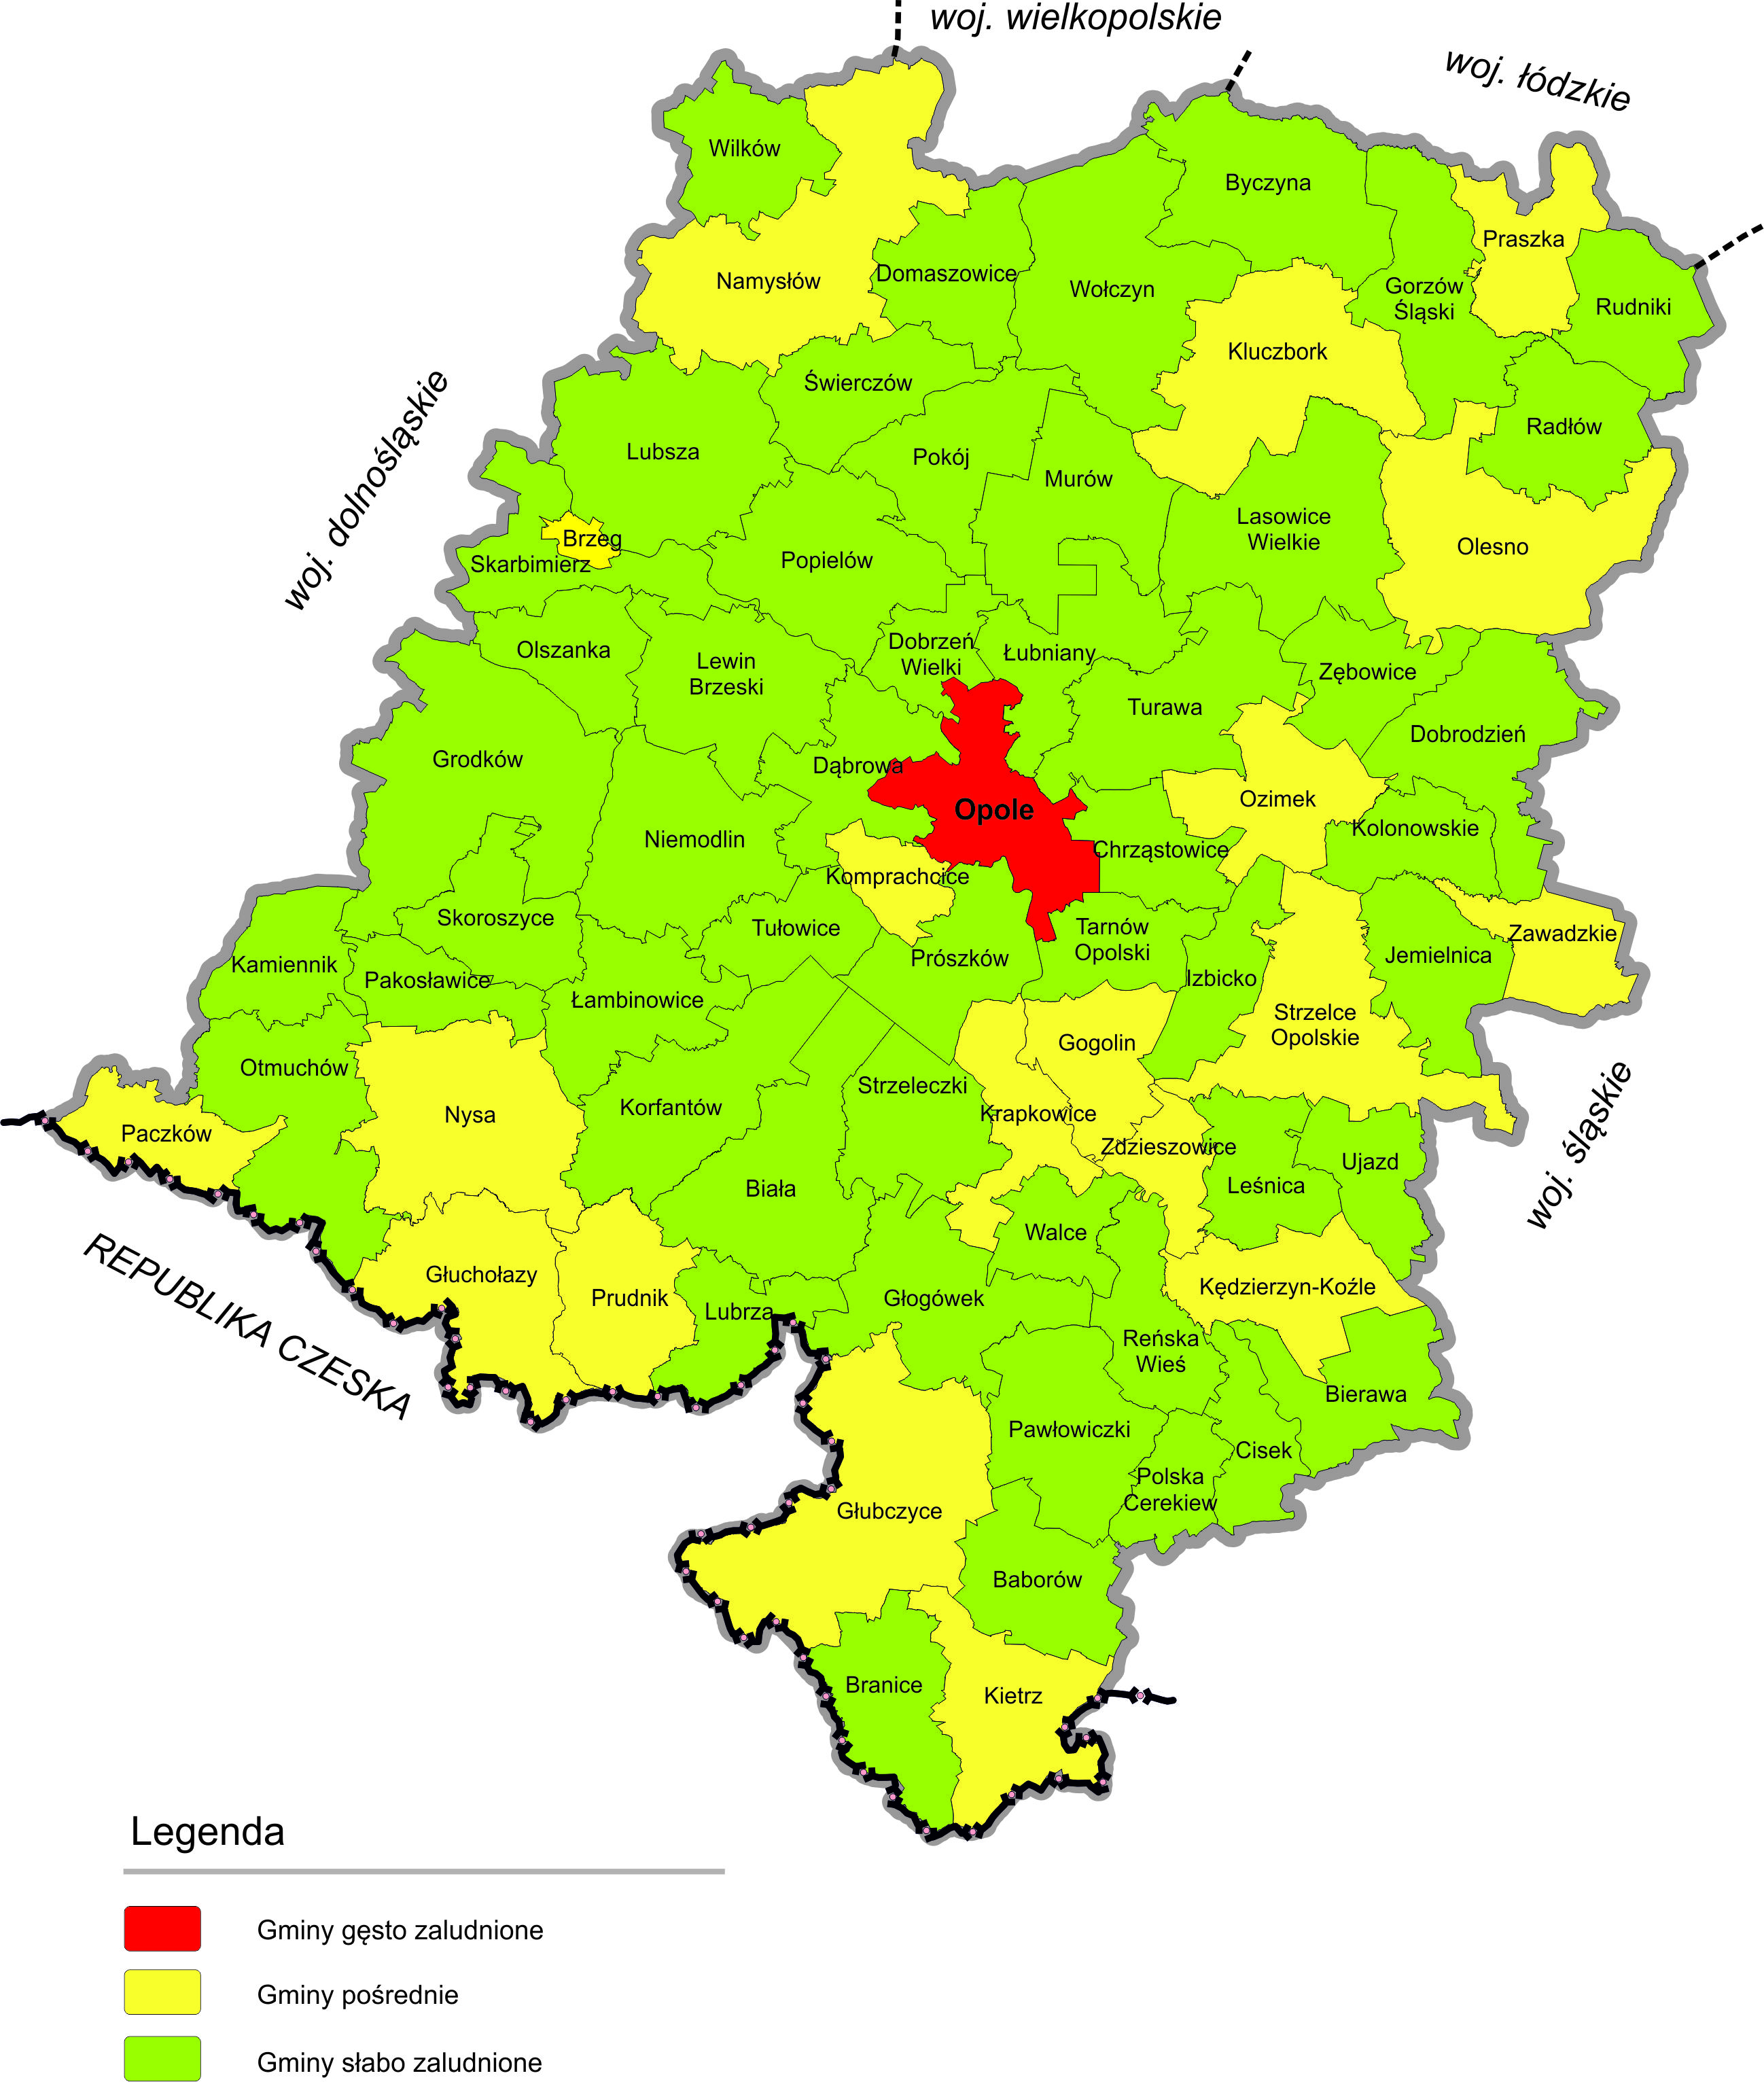 woj. wielkopolskie
woj. łódzkie
Wilków
Byczyna
Praszka
Namysłów
Domaszowice
Wołczyn
Gorzów
Śląski
Rudniki
Kluczbork
Świerczów
Radłów
woj. dolnośląskie
Lubsza
Pokój
Murów
Lasowice
Wielkie
Brzeg
Olesno
Skarbimierz
Popielów
Olszanka
Dobrzeń
Wielki
Łubniany
Lewin
Brzeski
Zębowice
Turawa
Dobrodzień
Grodków
Dąbrowa
Opole
Ozimek
Niemodlin
Kolonowskie
Chrząstowice
Komprachcice
Skoroszyce
Tułowice
Tarnów
Opolski
Zawadzkie
Prószków
Jemielnica
Kamiennik
Pakosławice
Izbicko
Łambinowice
Strzelce
Opolskie
Gogolin
Otmuchów
Strzeleczki
Korfantów
Nysa
Krapkowice
Paczków
Zdzieszowice
woj. śląskie
Ujazd
Biała
Leśnica
Walce
REPUBLIKA CZESKA
Głuchołazy
Kędzierzyn-Koźle
Prudnik
Głogówek
Lubrza
Reńska
Wieś
Bierawa
Pawłowiczki
Cisek
Polska
Cerekiew
Głubczyce
Baborów
Branice
Kietrz
Legenda
Gminy gęsto zaludnione
Gminy pośrednie
Gminy słabo zaludnione